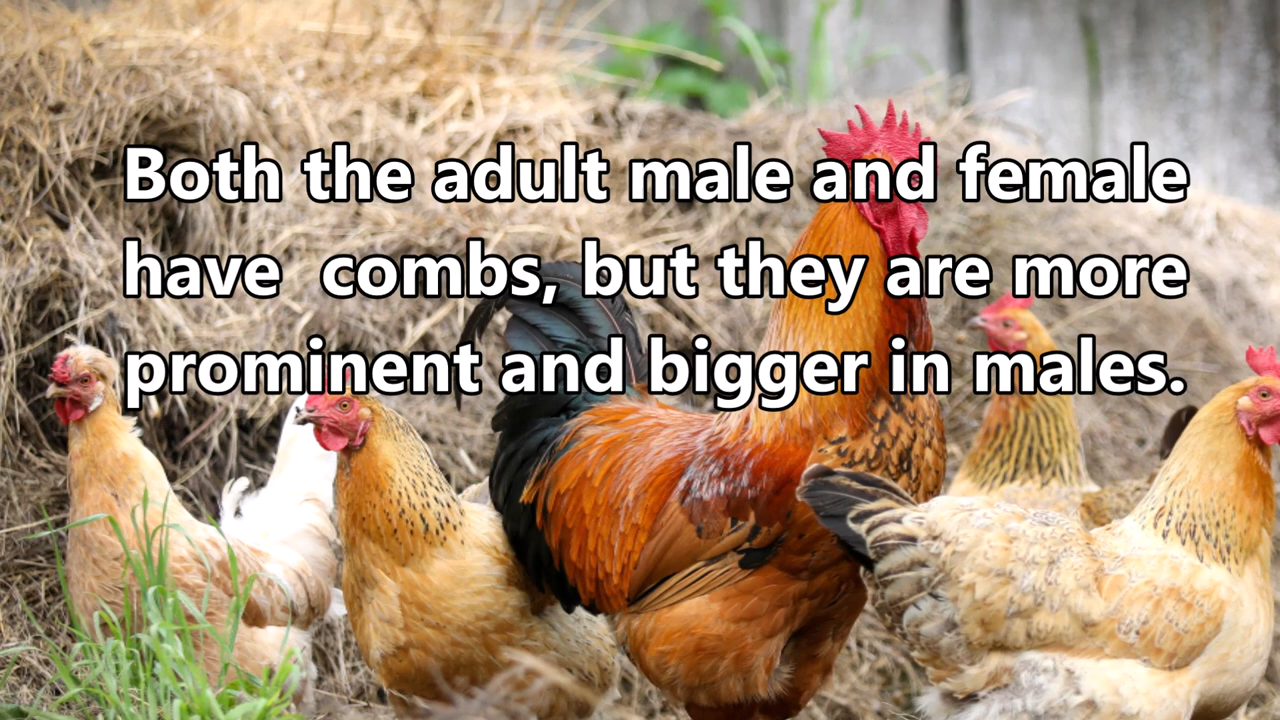 Both the adult male and female
have  combs, but they are more
prominent and bigger in males.